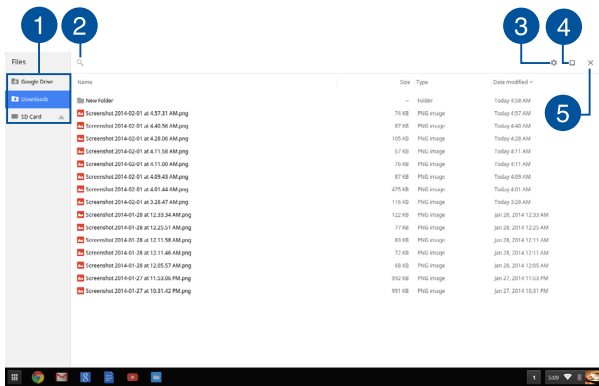 1 2 3 4
Files
Google Drive
Name Size Type Date modified
Downloads
New Folder -- Folder Today 4:58 AM
5
SD Card
Screenshot 2014-02-01 at 4.57.31 AM.png 74 KB PNG image Today 4:57 AM
Screenshot 2014-02-01 at 4.40.56 AM.png 87 KB PNG image Today 4:40 AM
Screenshot 2014-02-01 at 4.28.06 AM.png 105 KB PNG image Today 4:28 AM
Screenshot 2014-02-01 at 4.11.58 AM.png 57 KB PNG image Today 4:11 AM
Screenshot 2014-02-01 at 4.11.00 AM.png 76 KB PNG image Today 4:11 AM
Screenshot 2014-02-01 at 4.09.43 AM.png 87 KB PNG image Today 4:09 AM
Screenshot 2014-02-01 at 4.01.44 AM.png 475 KB PNG image Today 4:01 AM
Screenshot 2014-02-01 at 3.28.47 AM.png 116 KB PNG image Today 3:28 AM
Screenshot 2014-01-28 at 12.33.34 AM.png 122 KB PNG image Jan 28, 2014 12:33 AM
Screenshot 2014-01-28 at 12.25.51 AM.png 77 KB PNG image Jan 28, 2014 12:25 AM
Screenshot 2014-01-28 at 12.11.58 AM.png 83 KB PNG image Jan 28, 2014 12:11 AM
Screenshot 2014-01-28 at 12.11.46 AM.png 72 KB PNG image Jan 28, 2014 12:11 AM
Screenshot 2014-01-28 at 12.05.57 AM.png 68 KB PNG image Jan 28, 2014 12:05 AM
Screenshot 2014-01-27 at 11.53.06 PM.png 992 KB PNG image Jan 27, 2014 11:53 PM
Screenshot 2014-01-27 at 10.31.42 PM.png 991 KB PNG image Jan 27, 2014 10:31 PM
8 1 5:09